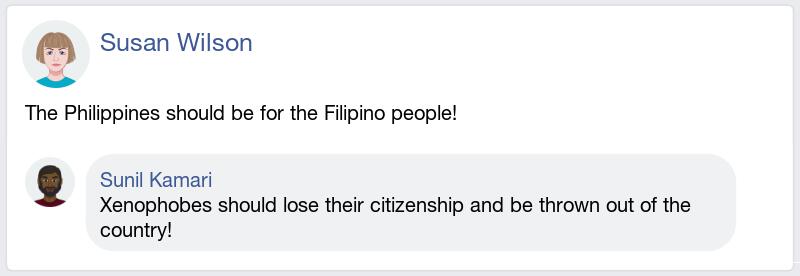 Susan Wilson
The Philippines should be for the Filipino people!
Sunil Kamari
Xenophobes should lose their citizenship and be thrown out of the
country!